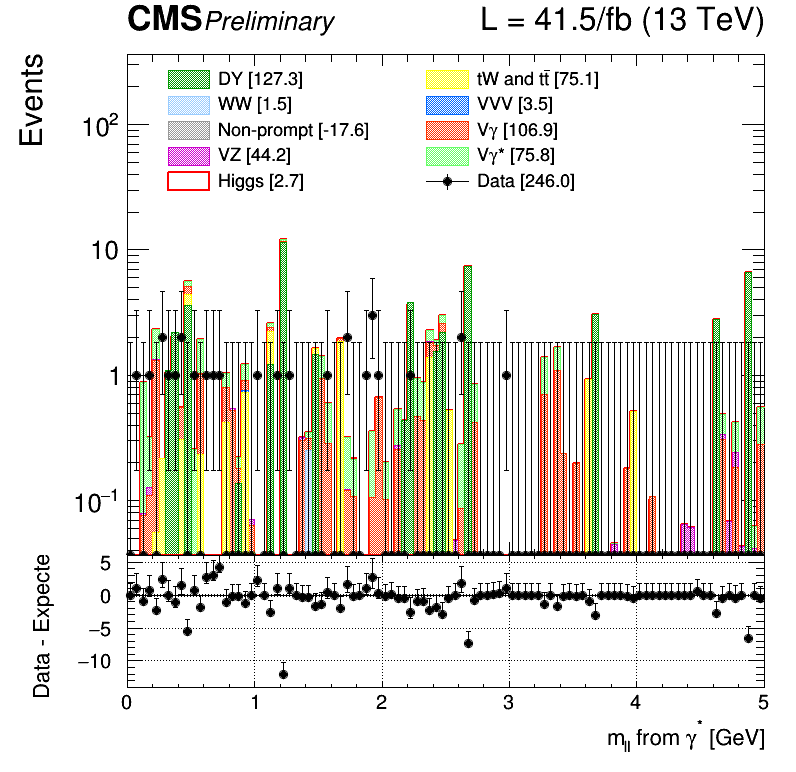 CMS Preliminary L = 41.5/fb (13 TeV)
Events
DY [127.3] tW and tt̄ [75.1]
WW [1.5] VVV [3.5]
Non-prompt [-17.6] Vγ [106.9]
VZ [44.2] Vγ* [75.8]
Higgs [2.7] Data [246.0]
10²
10
1
10⁻¹
Data - Expecte
5
0
−5
−10
0 1 2 3 4 5
m_ll from γ* [GeV]